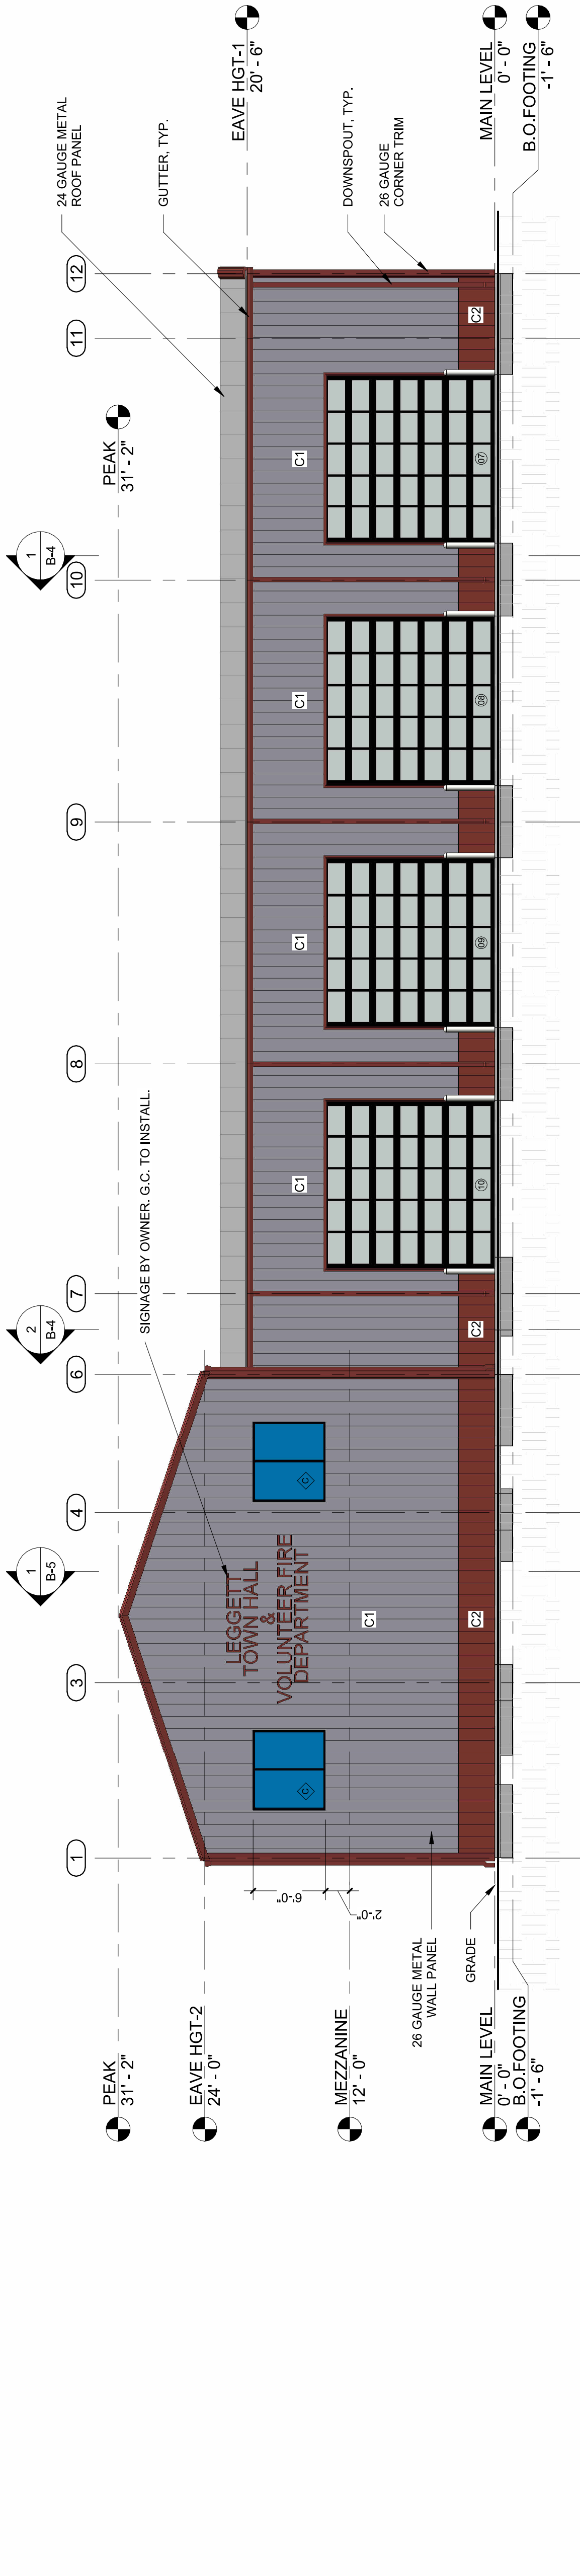 1
B-5
2
B-4
1
B-4
1
3
4
6
7
8
9
10
11
12
PEAK
31' - 2"
EAVE HGT-2
24' - 0"
MEZZANINE
12' - 0"
MAIN LEVEL
0' - 0"
B.O.FOOTING
-1' - 6"
26 GAUGE METAL
WALL PANEL
GRADE
6'-0"
2'-0"
C
C
LEGGETT
TOWN HALL
&
VOLUNTEER FIRE
DEPARTMENT
C1
C2
SIGNAGE BY OWNER. G.C. TO INSTALL.
C2
C1
10
C1
09
C1
08
C1
07
C2
PEAK
31' - 2"
24 GAUGE METAL
ROOF PANEL
GUTTER, TYP.
DOWNSPOUT, TYP.
26 GAUGE
CORNER TRIM
EAVE HGT-1
20' - 6"
MAIN LEVEL
0' - 0"
B.O.FOOTING
-1' - 6"